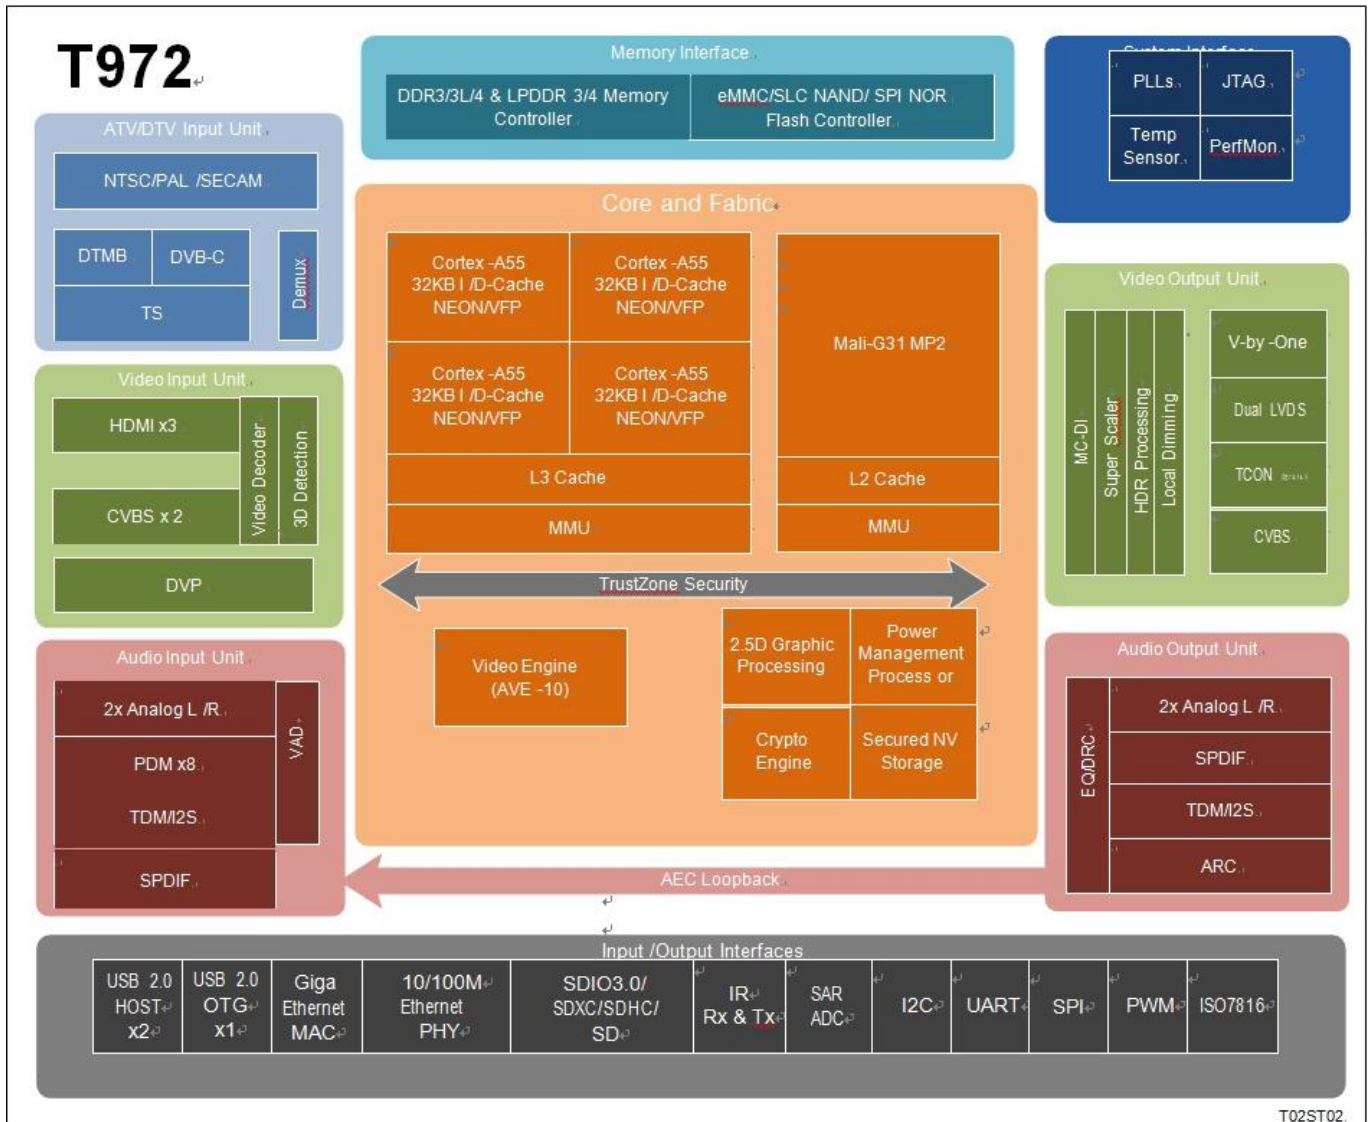 T972
Memory Interface
DDR3/3L/4 & LPDDR 3/4 Memory
Controller
eMMC/SLC NAND/ SPI NOR
Flash Controller
System Interface
PLLs
JTAG
Temp
Sensor
PerfMon
ATV/DTV Input Unit
NTSC/PAL /SECAM
DTMB
DVB-C
TS
Demux
Core and Fabric
Cortex -A55
32KB I /D-Cache
NEON/VFP
Cortex -A55
32KB I /D-Cache
NEON/VFP
Cortex -A55
32KB I /D-Cache
NEON/VFP
Cortex -A55
32KB I /D-Cache
NEON/VFP
L3 Cache
MMU
Mali-G31 MP2
L2 Cache
MMU
TrustZone Security
Video Engine
(AVE -10)
2.5D Graphic
Processing
Power
Management
Process or
Crypto
Engine
Secured NV
Storage
Video Input Unit
HDMI x3
CVBS x 2
Video Decoder
3D Detection
DVP
Video Output Unit
MC-DI
Super Scaler
HDR Processing
Local Dimming
V-by -One
Dual LVDS
TCON
CVBS
Audio Input Unit
2x Analog L /R
PDM x8
TDM/I2S
SPDIF
VAD
Audio Output Unit
EQ/DRC
2x Analog L /R
SPDIF
TDM/I2S
ARC
AEC Loopback
Input /Output Interfaces
USB 2.0
HOST
x2
USB 2.0
OTG
x1
Giga
Ethernet
MAC
10/100M
Ethernet
PHY
SDIO3.0/
SDXC/SDHC/
SD
IR
Rx & Tx
SAR
ADC
I2C
UART
SPI
PWM
ISO7816
T02ST02